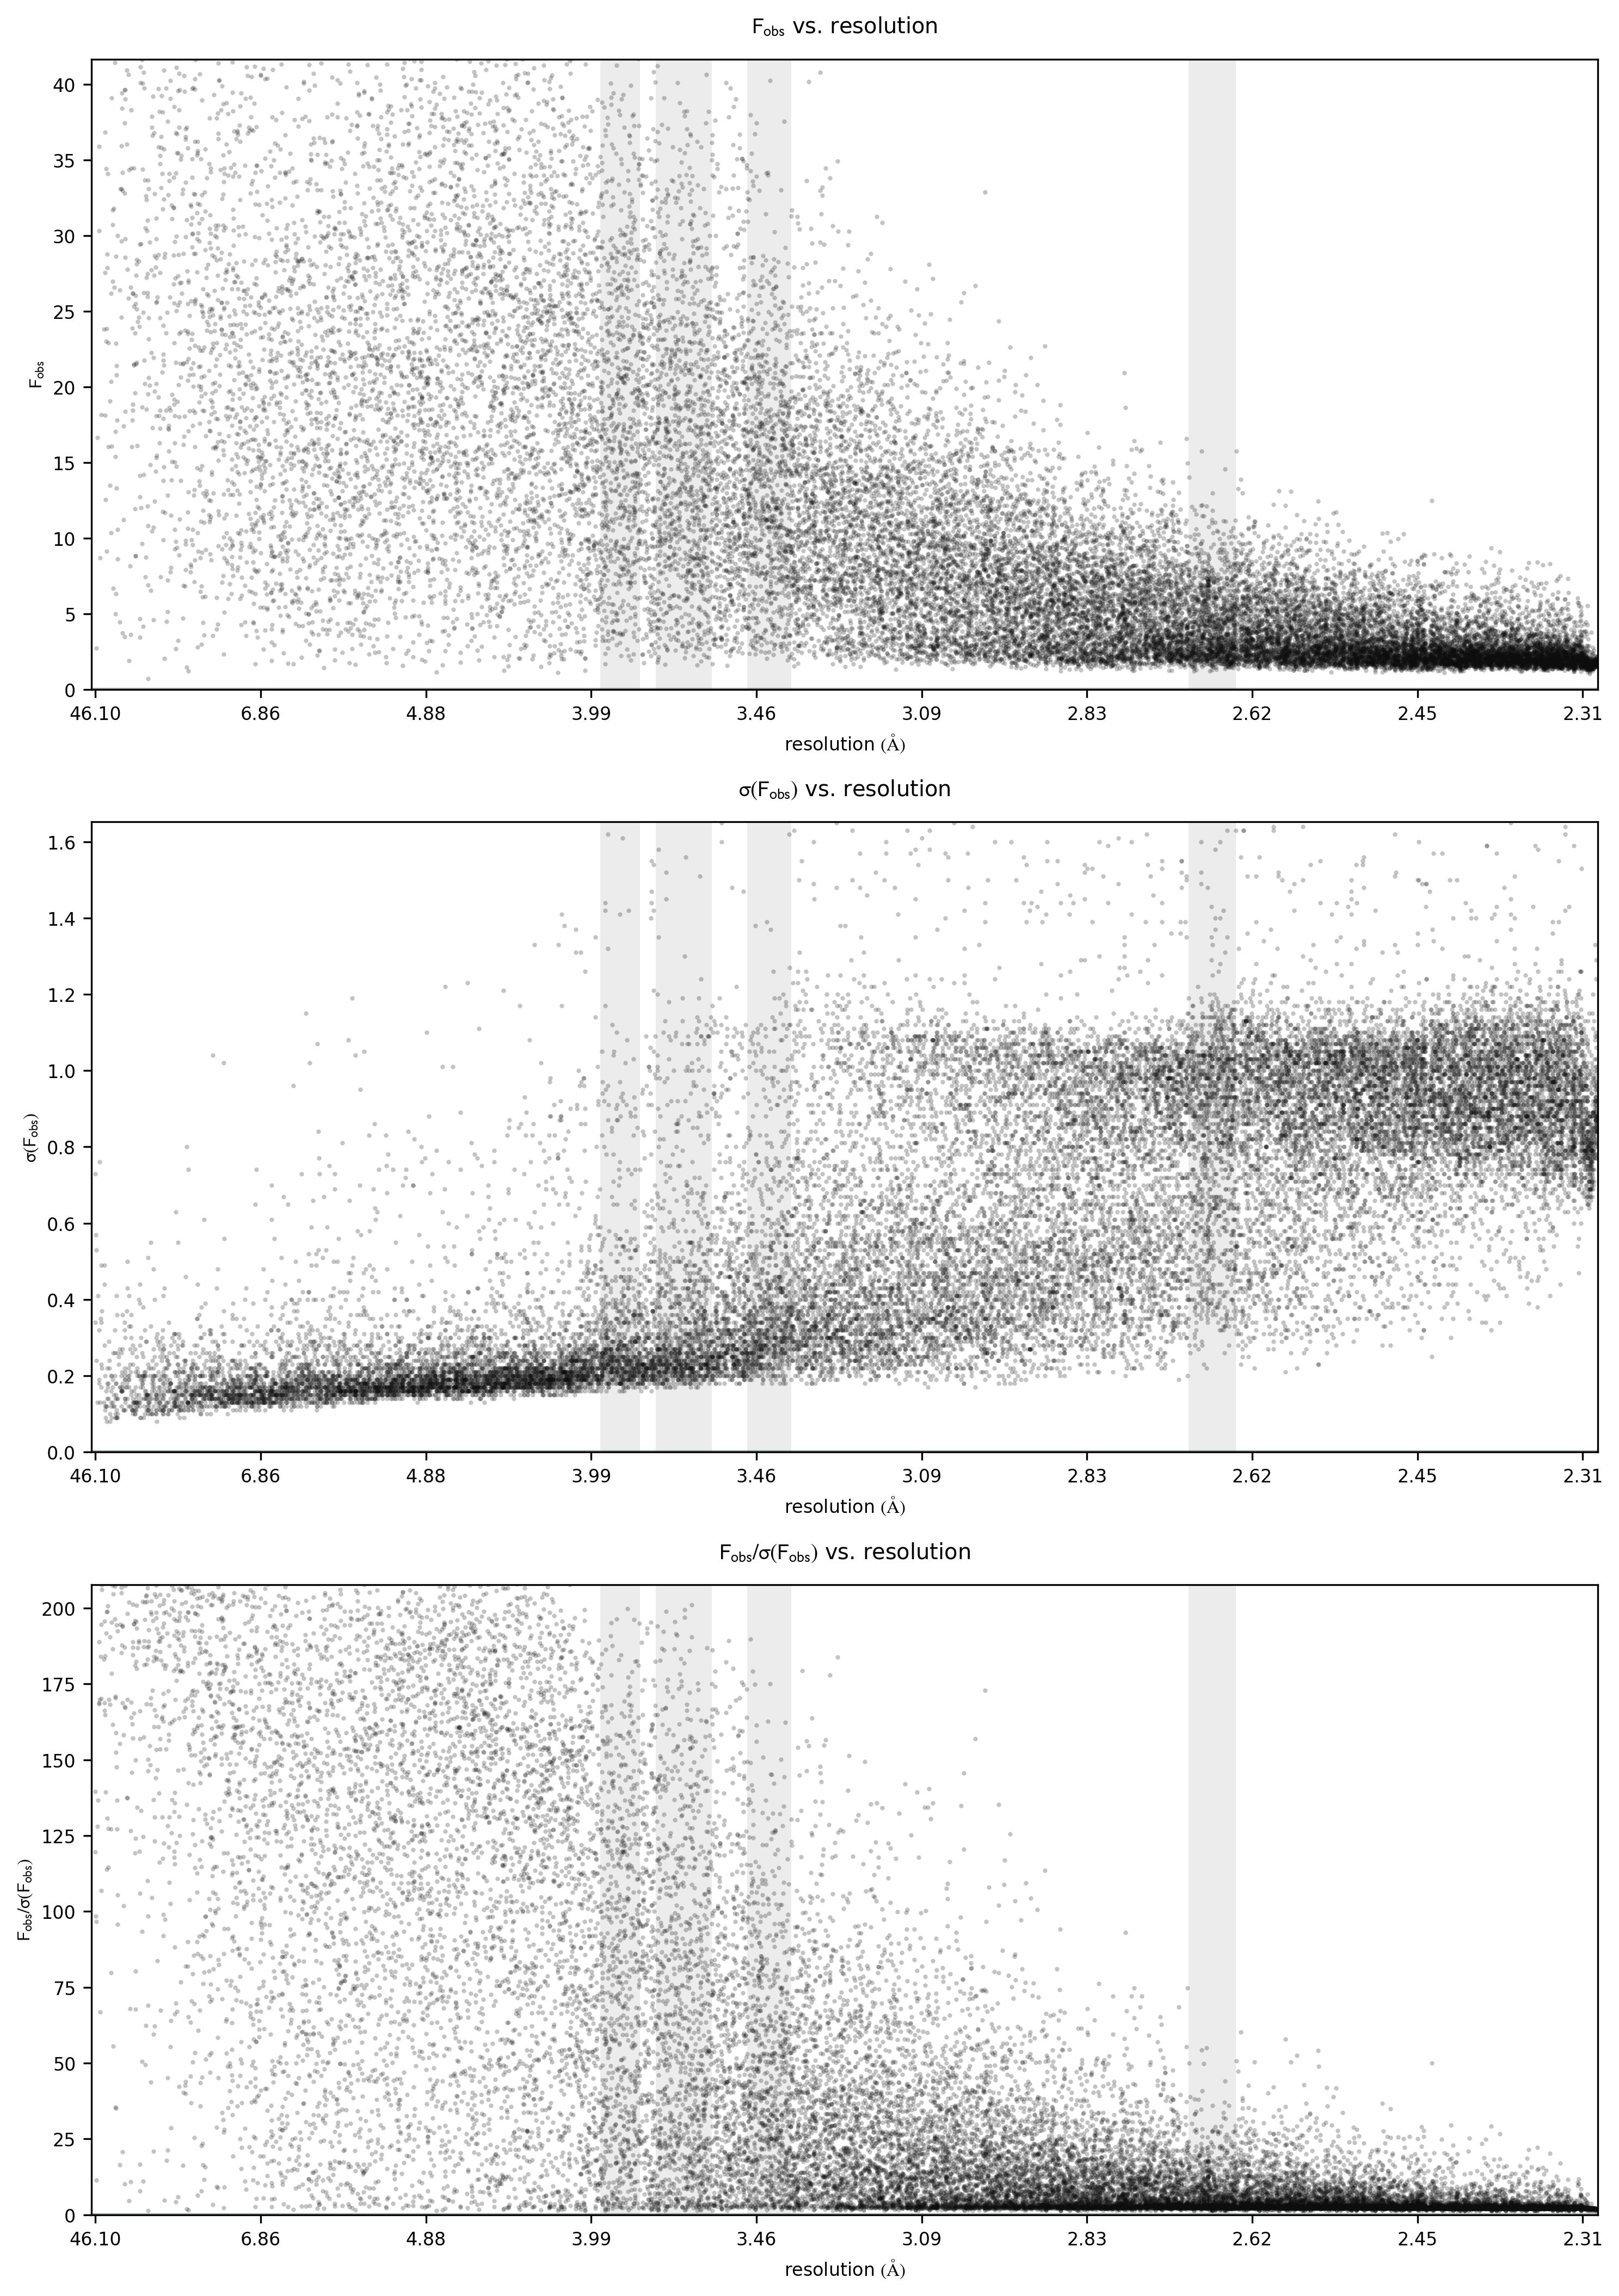 Fobs vs. resolution
40
35
30
25
20
15
10
5
0
Fobs
46.10 6.86 4.88 3.99 3.46 3.09 2.83 2.62 2.45 2.31
resolution (Å)
σ(Fobs) vs. resolution
1.6
1.4
1.2
1.0
0.8
0.6
0.4
0.2
0.0
σ(Fobs)
46.10 6.86 4.88 3.99 3.46 3.09 2.83 2.62 2.45 2.31
resolution (Å)
Fobs/σ(Fobs) vs. resolution
200
175
150
125
100
75
50
25
0
Fobs/σ(Fobs)
46.10 6.86 4.88 3.99 3.46 3.09 2.83 2.62 2.45 2.31
resolution (Å)